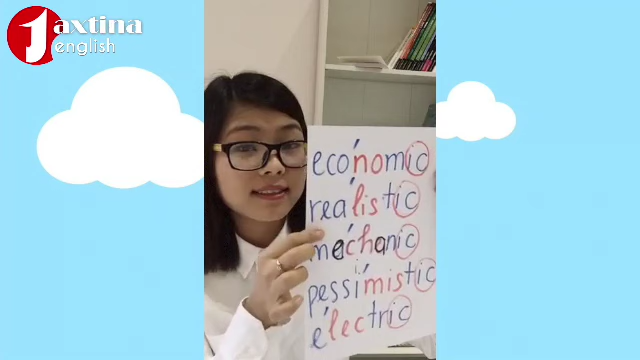 Jaxtina
english
economic
realistic
mechanic
pessimistic
electric